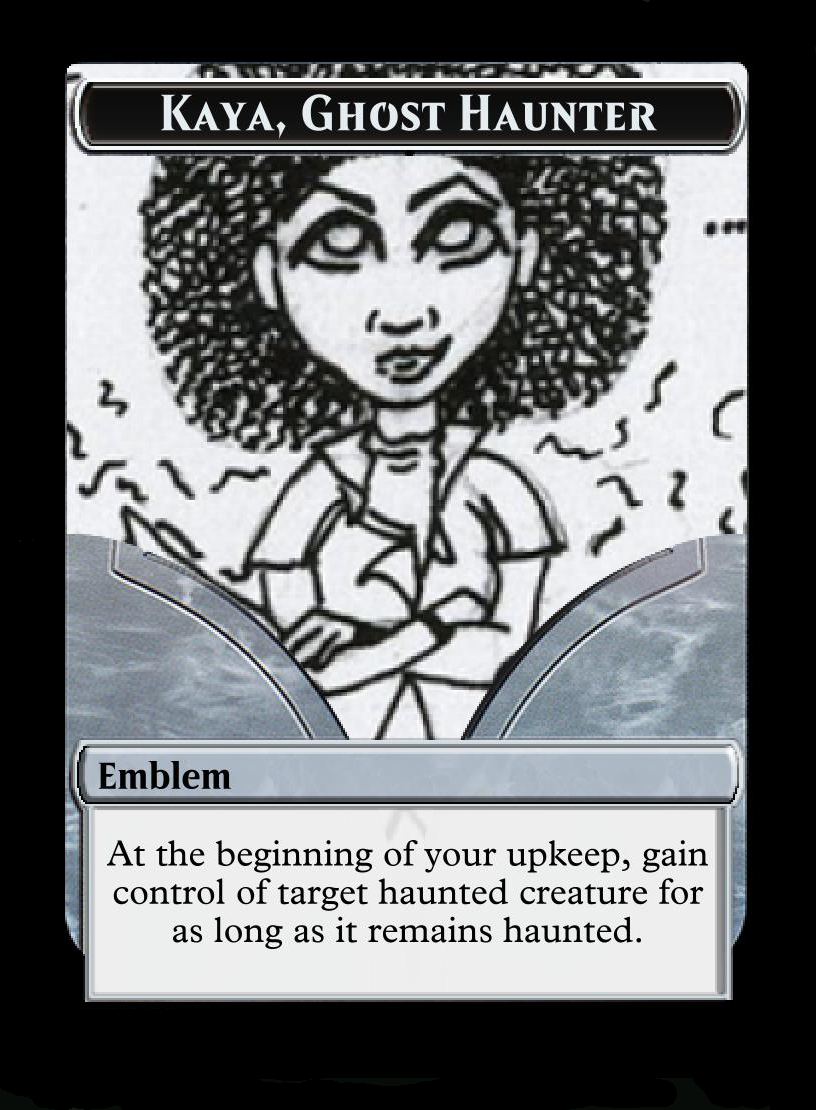 Kaya, Ghost Haunter
Emblem
At the beginning of your upkeep, gain
control of target haunted creature for
as long as it remains haunted.